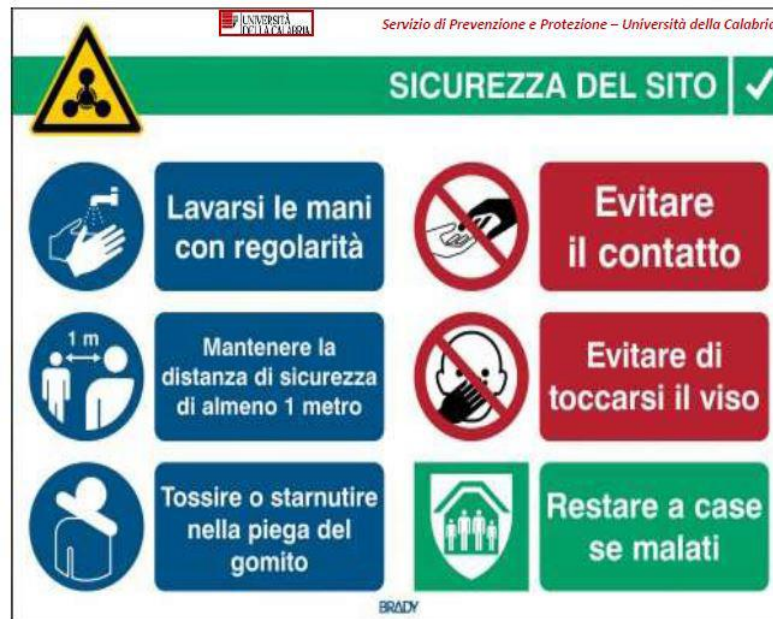 UNIVERSITÀ
DELLA CALABRIA
Servizio di Prevenzione e Protezione – Università della Calabria
SICUREZZA DEL SITO
Lavarsi le mani
con regolarità
Evitare
il contatto
1 m
Mantenere la
distanza di sicurezza
di almeno 1 metro
Evitare di
toccarsi il viso
Tossire o starnutire
nella piega del
gomito
Restare a case
se malati
BRADY